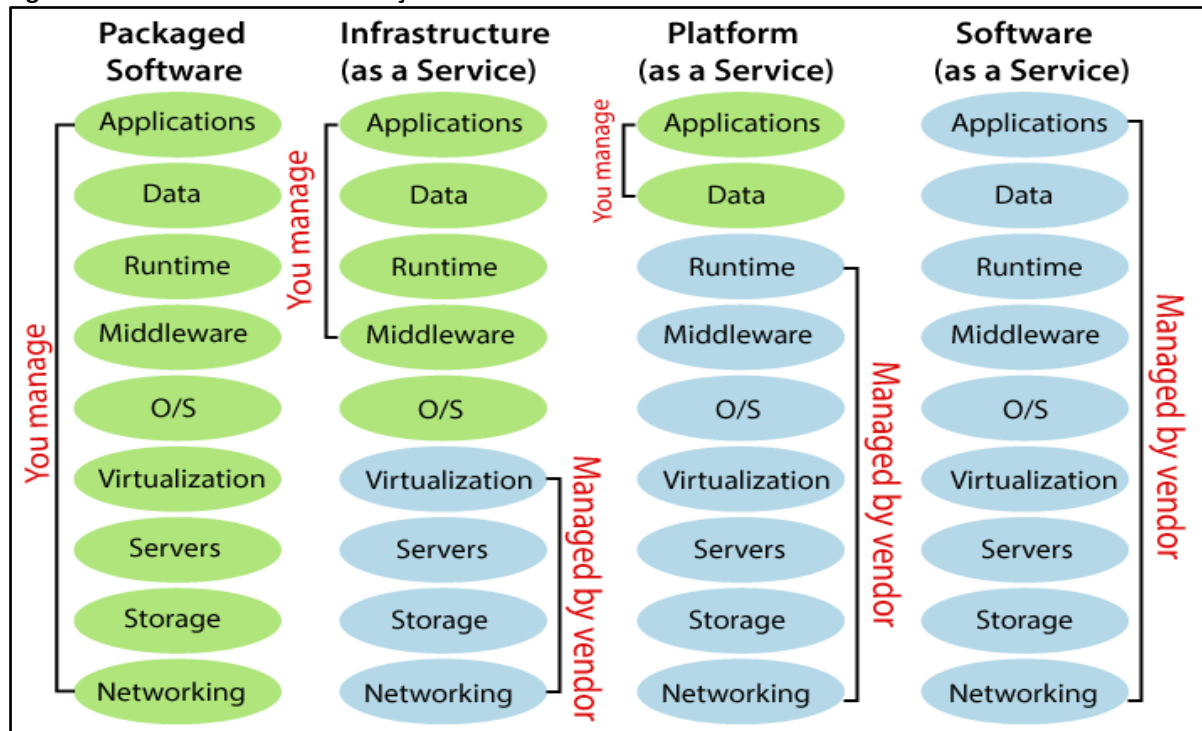 Packaged
Software
Infrastructure
(as a Service)
Platform
(as a Service)
Software
(as a Service)
You manage
Applications
Data
Runtime
Middleware
O/S
Virtualization
Servers
Storage
Networking
You manage
Applications
Data
Runtime
Middleware
O/S
Virtualization
Servers
Storage
Networking
Managed by vendor
You manage
Applications
Data
Runtime
Middleware
O/S
Virtualization
Servers
Storage
Networking
Managed by vendor
Applications
Data
Runtime
Middleware
O/S
Virtualization
Servers
Storage
Networking
Managed by vendor